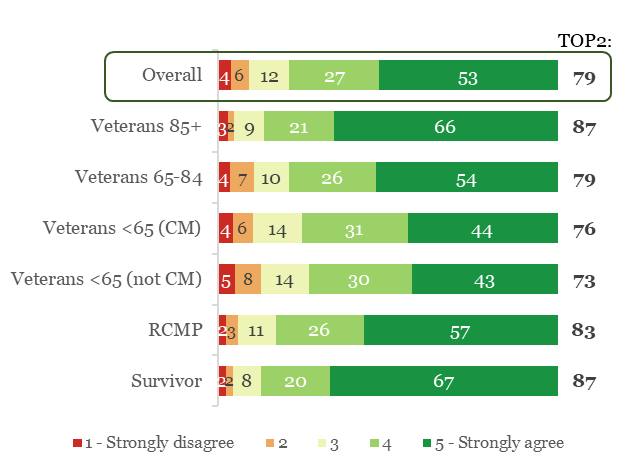 TOP2:
Overall 4 6 12 27 53 79
Veterans 85+ 3 2 9 21 66 87
Veterans 65-84 4 7 10 26 54 79
Veterans <65 (CM) 4 6 14 31 44 76
Veterans <65 (not CM) 5 8 14 30 43 73
RCMP 2 3 11 26 57 83
Survivor 2 2 8 20 67 87
1 - Strongly disagree 2 3 4 5 - Strongly agree